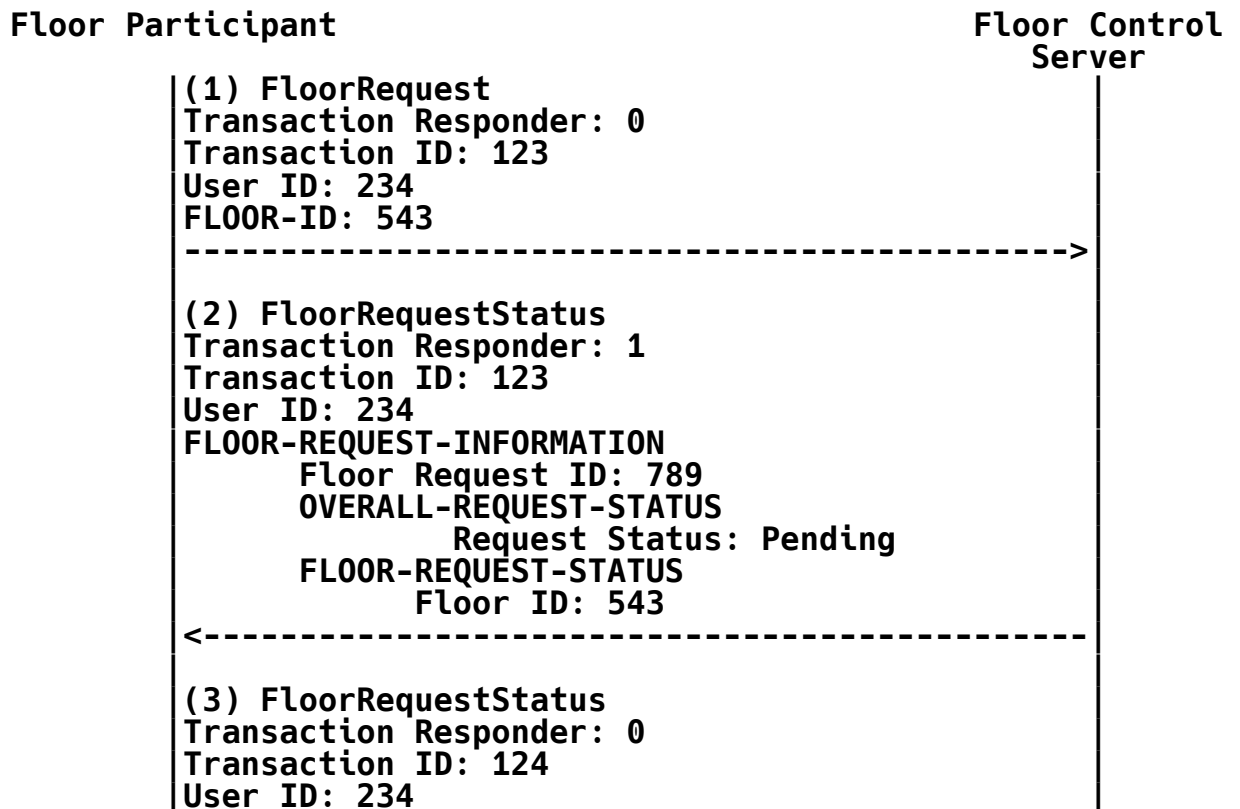 Floor Participant Floor Control
Server
|(1) FloorRequest |
|Transaction Responder: 0 |
|Transaction ID: 123 |
|User ID: 234 |
|FLOOR-ID: 543 |
|---------------------------------------------->|
| |
|(2) FloorRequestStatus |
|Transaction Responder: 1 |
|Transaction ID: 123 |
|User ID: 234 |
|FLOOR-REQUEST-INFORMATION |
| Floor Request ID: 789 |
| OVERALL-REQUEST-STATUS |
| Request Status: Pending |
| FLOOR-REQUEST-STATUS |
| Floor ID: 543 |
|<----------------------------------------------|
| |
|(3) FloorRequestStatus |
|Transaction Responder: 0 |
|Transaction ID: 124 |
|User ID: 234 |